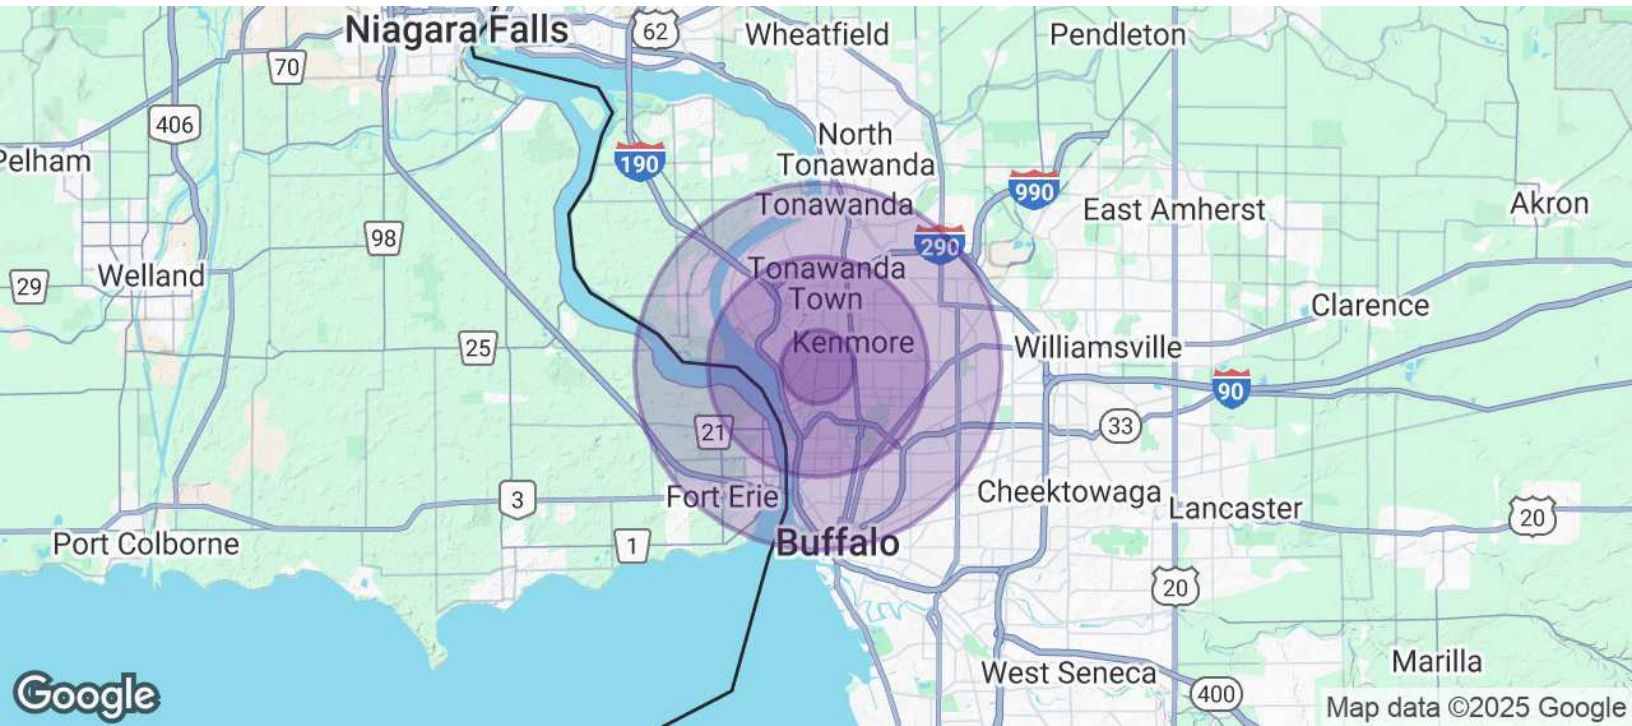 Niagara Falls
62
Wheatfield
Pendleton
70
406
North
Tonawanda
Pelham
190
990
Tonawanda
East Amherst
Akron
98
290
Welland
Tonawanda
Town
29
Clarence
Kenmore
25
Williamsville
90
33
21
Fort Erie
3
Cheektowaga
Lancaster
20
Port Colborne
1
Buffalo
20
Marilla
West Seneca
400
Google
Map data ©2025 Google